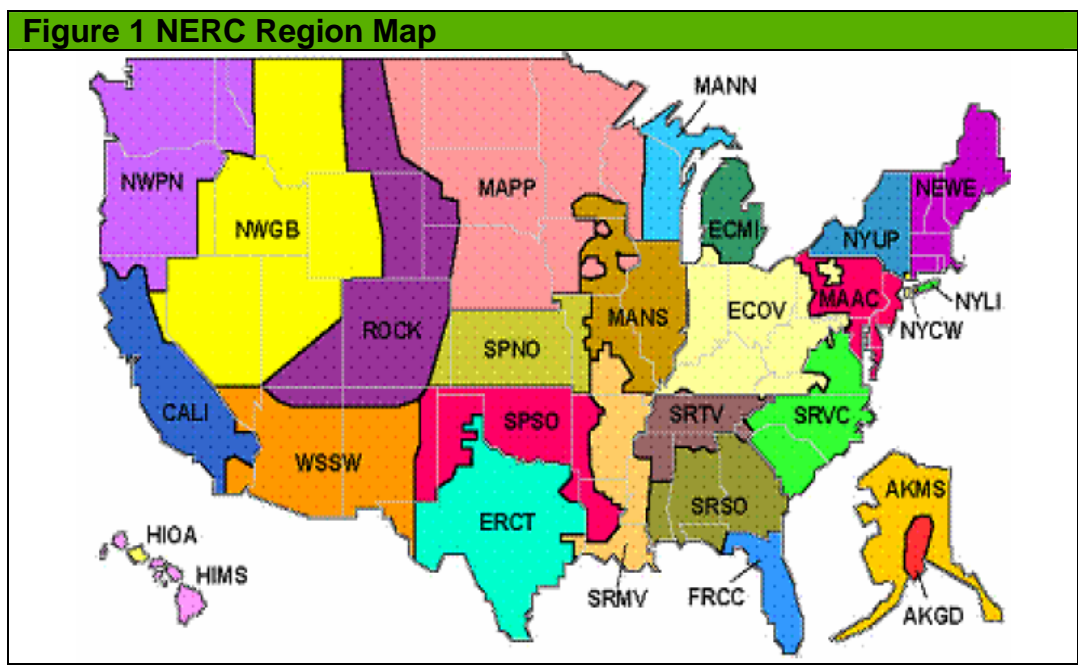 Figure 1 NERC Region Map
MANN
NWPN
MAPP
NEWE
NWGB
ECMI
NYUP
MAAC
NYLI
ECOV
ROCK
MANS
NYCW
SPNO
CALI
SPSO
SRTV
SRVC
WSSW
AKMS
SRSO
ERCT
HIOA
HIMS
SRMV
FRCC
AKGD